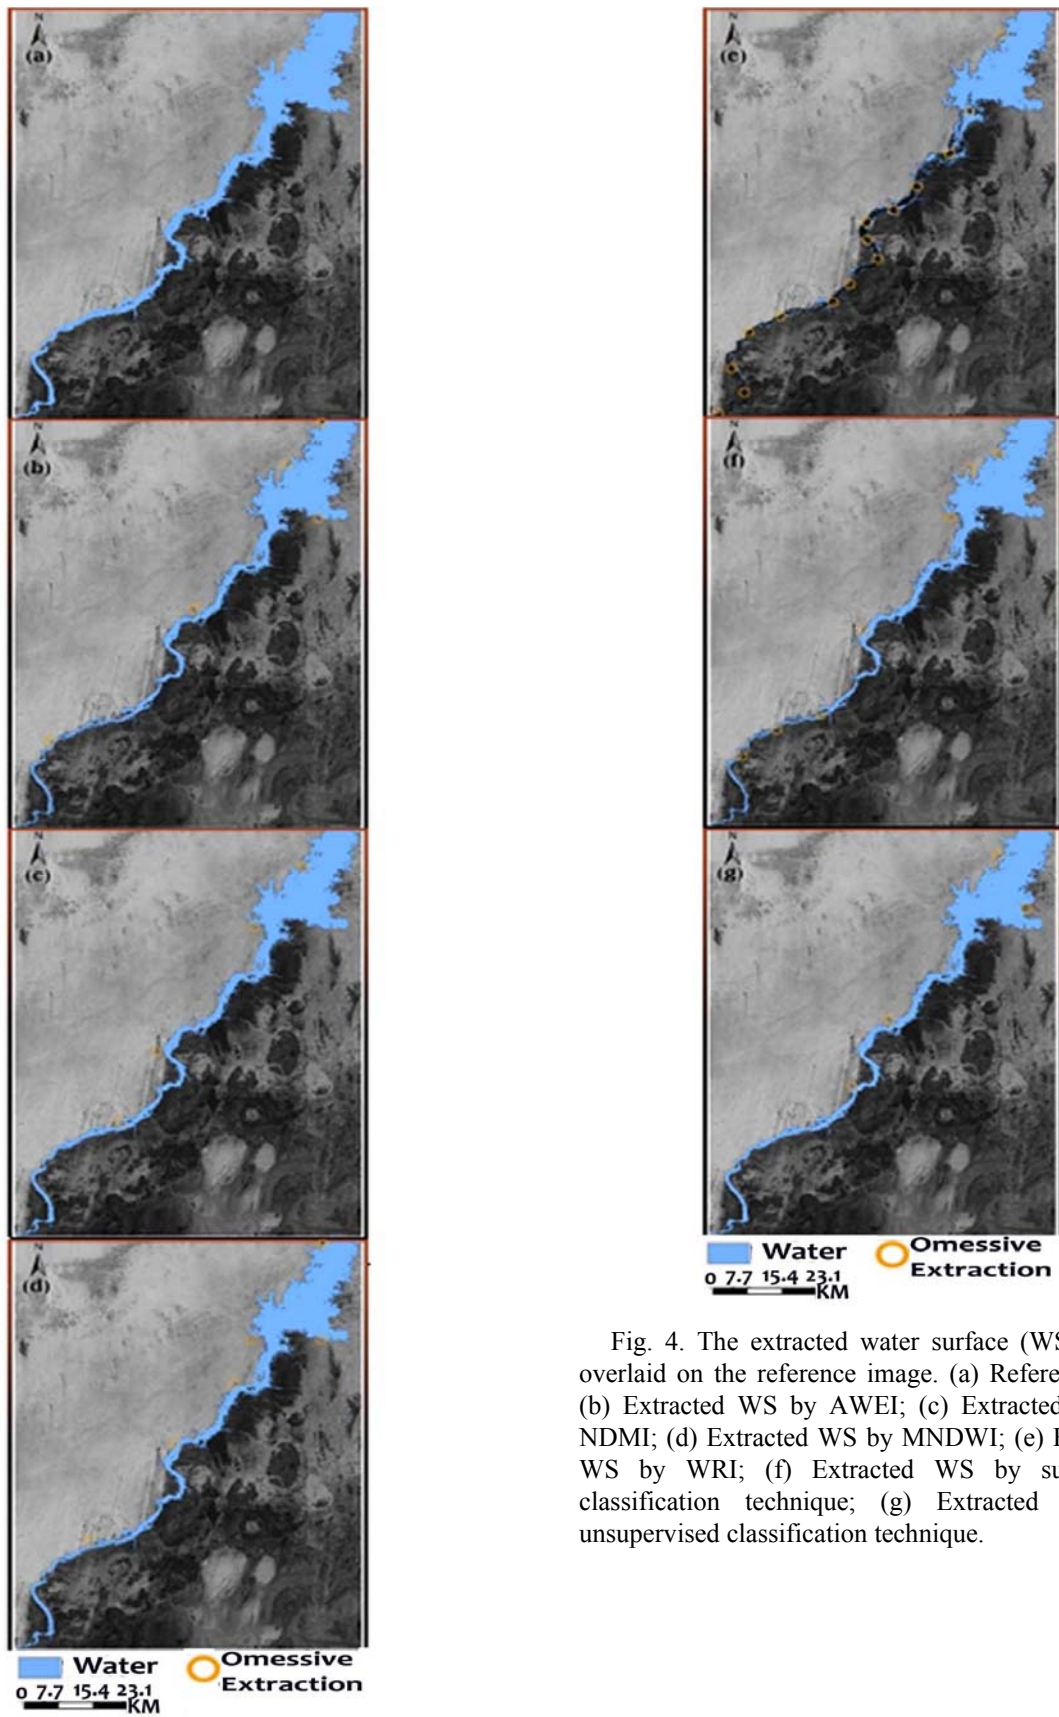 N
(a)
N
(b)
N
(c)
N
(d)
Water
Omessive
Extraction
0 7.7 15.4 23.1
KM
N
(e)
N
(f)
N
(g)
Water
Omessive
Extraction
0 7.7 15.4 23.1
KM
Fig. 4. The extracted water surface (WS
overlaid on the reference image. (a) Refere
(b) Extracted WS by AWEI; (c) Extracted
NDMI; (d) Extracted WS by MNDWI; (e) E
WS by WRI; (f) Extracted WS by su
classification technique; (g) Extracted
unsupervised classification technique.